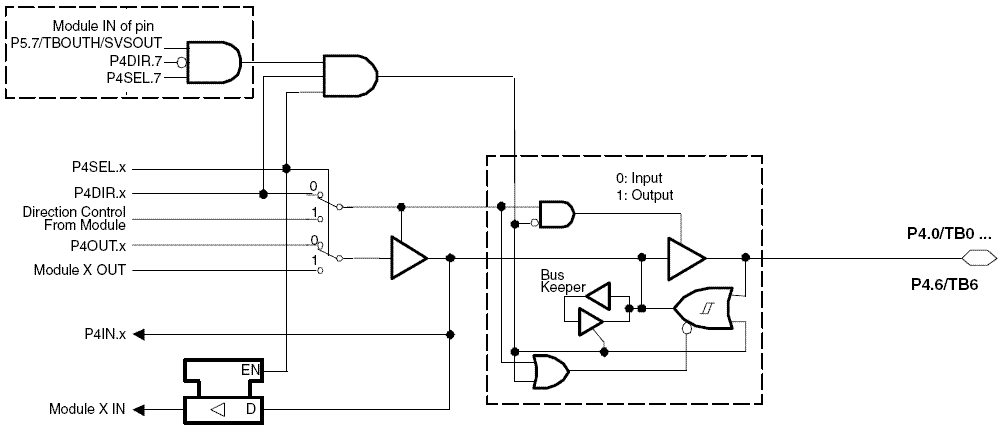 Module IN of pin
P5.7/TBOUTH/SVSOUT
P4DIR.7
P4SEL.7
P4SEL.x
P4DIR.x
0
Direction Control
From Module
1
P4OUT.x
0
Module X OUT
1
0: Input
1: Output
P4.0/TB0 ...
P4.6/TB6
Bus
Keeper
P4IN.x
EN
Module X IN
D